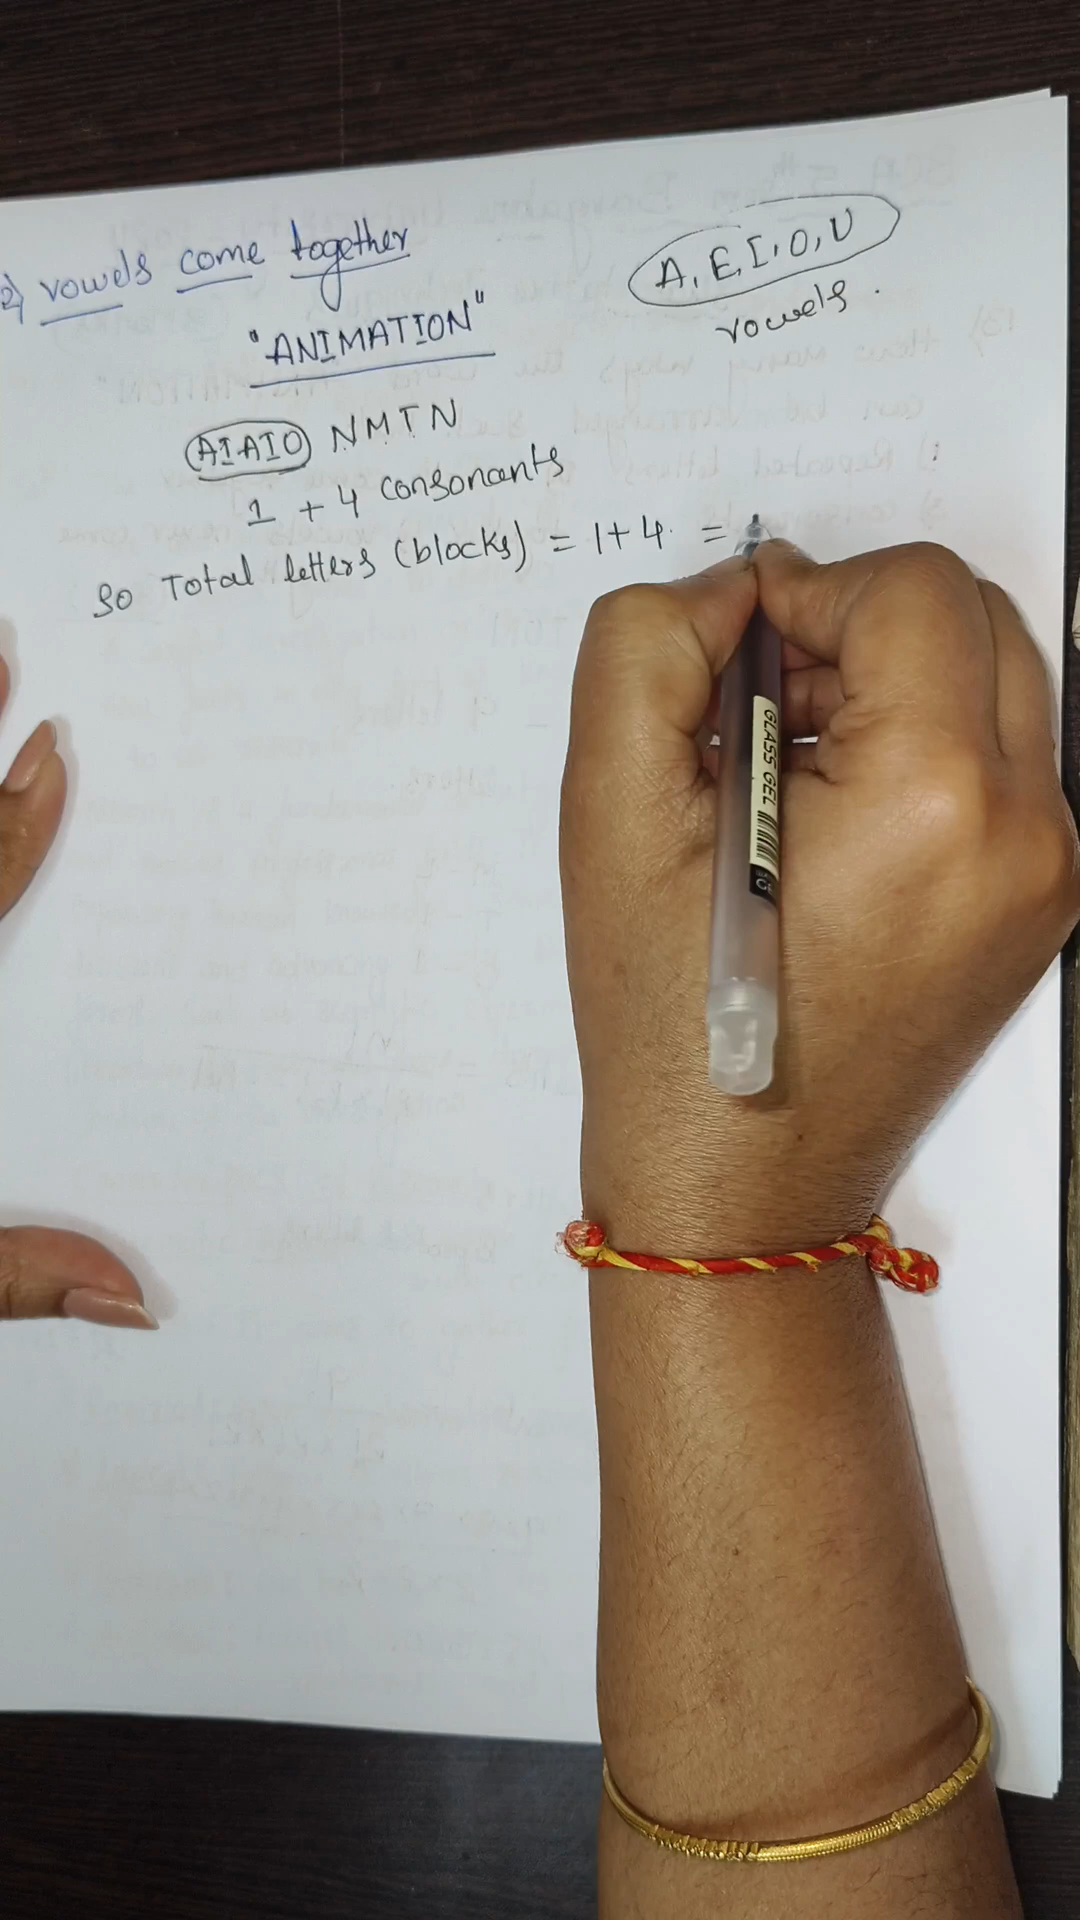 2) vowels come together
"ANIMATION"
A, E, I, O, U
vowels.
AIAIO NMTN
1 + 4 consonants
So Total letters (blocks) = 1+4. =
GLASS GEL